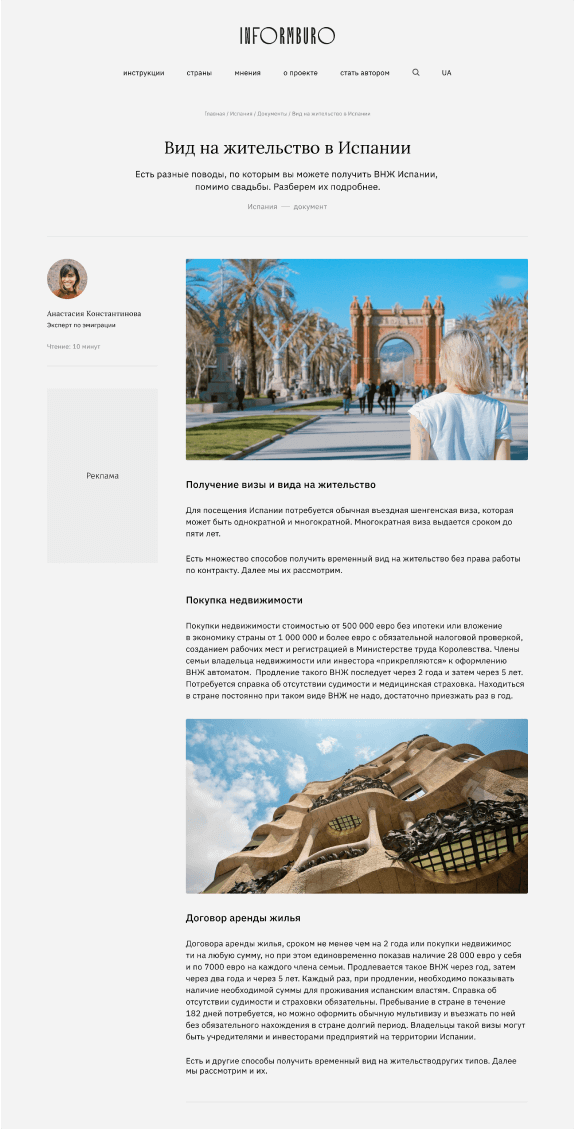 INFORMBURO
инструкции страны мнения о проекте стать автором UA
Главная / Испания / Документы / Вид на жительство в Испании
Вид на жительство в Испании
Есть разные поводы, по которым вы можете получить ВНЖ Испании,
помимо свадьбы. Разберем их подробнее.
Испания — документ
Анастасия Константинова
Эксперт по эмиграции
Чтение: 10 минут
Реклама
Получение визы и вида на жительство
Для посещения Испании потребуется обычная въездная шенгенская виза, которая
может быть однократной и многократной. Многократная виза выдается сроком до
пяти лет.
Есть множество способов получить временный вид на жительство без права работы
по контракту. Далее мы их рассмотрим.
Покупка недвижимости
Покупки недвижимости стоимостью от 500 000 евро без ипотеки или вложение
в экономику страны от 1 000 000 и более евро с обязательной налоговой проверкой,
созданием рабочих мест и регистрацией в Министерстве труда Королевства. Члены
семьи владельца недвижимости или инвестора «прикрепляются» к оформлению
ВНЖ автоматом. Продление такого ВНЖ последует через 2 года и затем через 5 лет.
Потребуется справка об отсутствии судимости и медицинская страховка. Находиться
в стране постоянно при таком виде ВНЖ не надо, достаточно приезжать раз в год.
Договор аренды жилья
Договора аренды жилья, сроком не менее чем на 2 года или покупки недвижимос
ти на любую сумму, но при этом единовременно показав наличие 28 000 евро у себя
и по 7000 евро на каждого члена семьи. Продлевается такое ВНЖ через год, затем
через два года и через 5 лет. Каждый раз, при продлении, необходимо показывать
наличие необходимой суммы для проживания испанским властям. Справка об
отсутствии судимости и страховки обязательны. Пребывание в стране в течение
182 дней потребуется, но можно оформить обычную мультивизу и въезжать по ней
без обязательного нахождения в стране долгий период. Владельцы такой визы могут
быть учредителями и инвесторами предприятий на территории Испании.
Есть и другие способы получить временный вид на жительстводругих типов. Далее
мы рассмотрим и их.